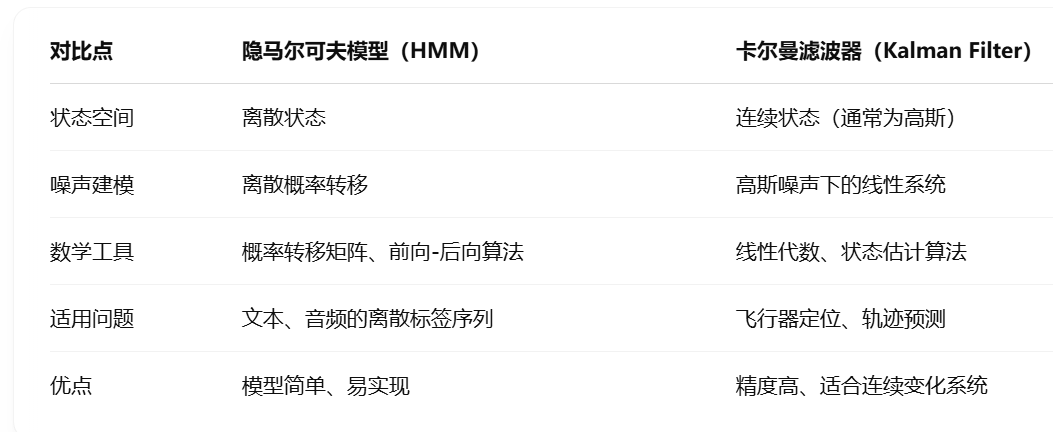 对比点 隐马尔可夫模型（HMM） 卡尔曼滤波器（Kalman Filter）
状态空间 离散状态 连续状态（通常为高斯）
噪声建模 离散概率转移 高斯噪声下的线性系统
数学工具 概率转移矩阵、前向-后向算法 线性代数、状态估计算法
适用问题 文本、音频的离散标签序列 飞行器定位、轨迹预测
优点 模型简单、易实现 精度高、适合连续变化系统